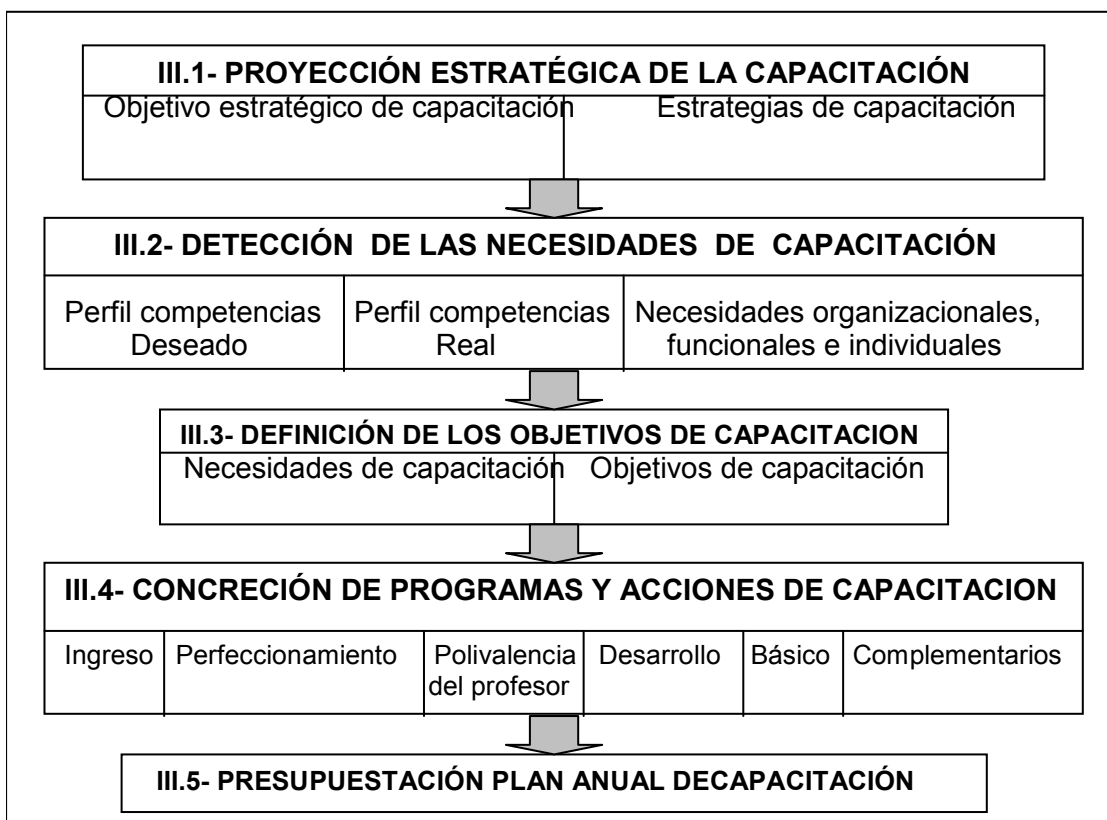 III.1- PROYECCIÓN ESTRATÉGICA DE LA CAPACITACIÓN
Objetivo estratégico de capacitación
Estrategias de capacitación
III.2- DETECCIÓN DE LAS NECESIDADES DE CAPACITACIÓN
Perfil competencias
Deseado
Perfil competencias
Real
Necesidades organizacionales,
funcionales e individuales
III.3- DEFINICIÓN DE LOS OBJETIVOS DE CAPACITACION
Necesidades de capacitación
Objetivos de capacitación
III.4- CONCRECIÓN DE PROGRAMAS Y ACCIONES DE CAPACITACION
Ingreso
Perfeccionamiento
Polivalencia
del profesor
Desarrollo
Básico
Complementarios
III.5- PRESUPUESTACIÓN PLAN ANUAL DECAPACITACIÓN